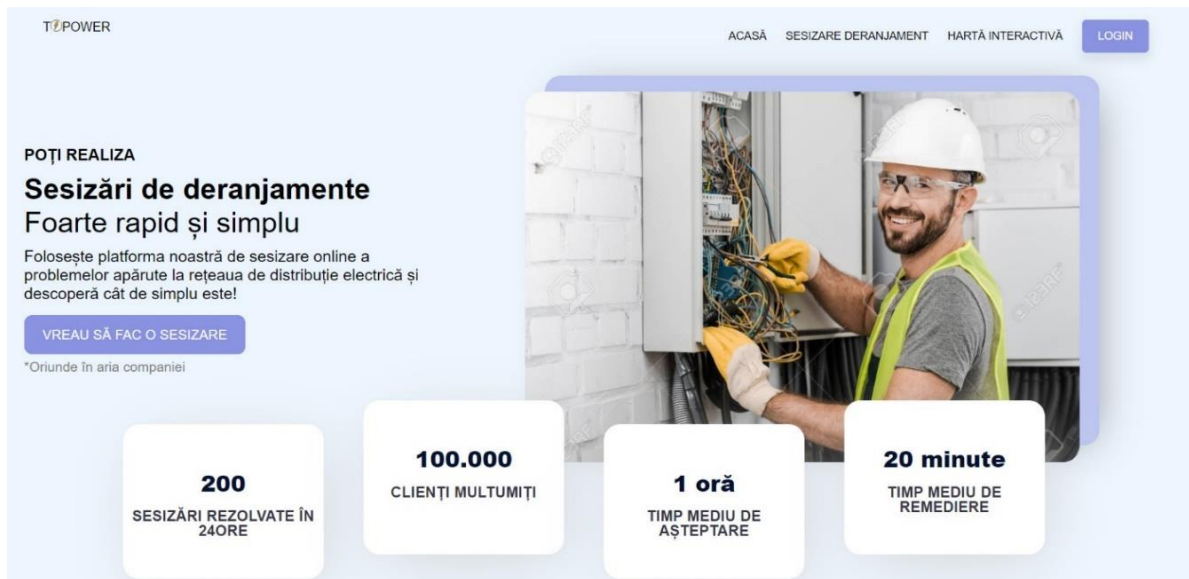 T POWER
ACASĂ SESIZARE DERANJAMENT HARTĂ INTERACTIVĂ LOGIN
POȚI REALIZA
Sesizări de deranjamente
Foarte rapid și simplu
Folosește platforma noastră de sesizare online a
problemelor apărute la rețeaua de distribuție electrică și
descoperă cât de simplu este!
VREAU SĂ FAC O SESIZARE
*Oriunde în aria companiei
200
SESIZĂRI REZOLVATE ÎN
24ORE
100.000
CLIENȚI MULTUMIȚI
1 oră
TIMP MEDIU DE
AȘTEPTARE
20 minute
TIMP MEDIU DE
REMEDIERE
123RF